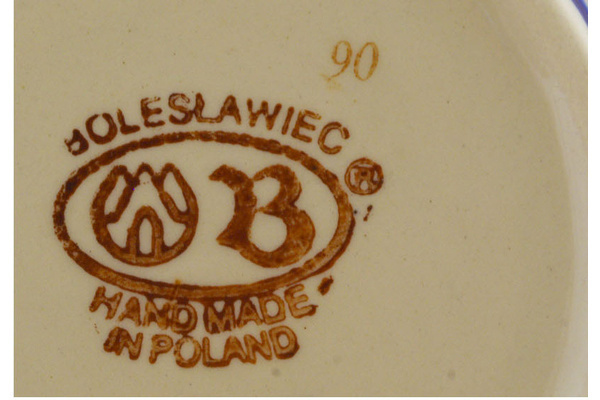 90
BOLESŁAWIEC
B ®
HAND MADE
IN POLAND